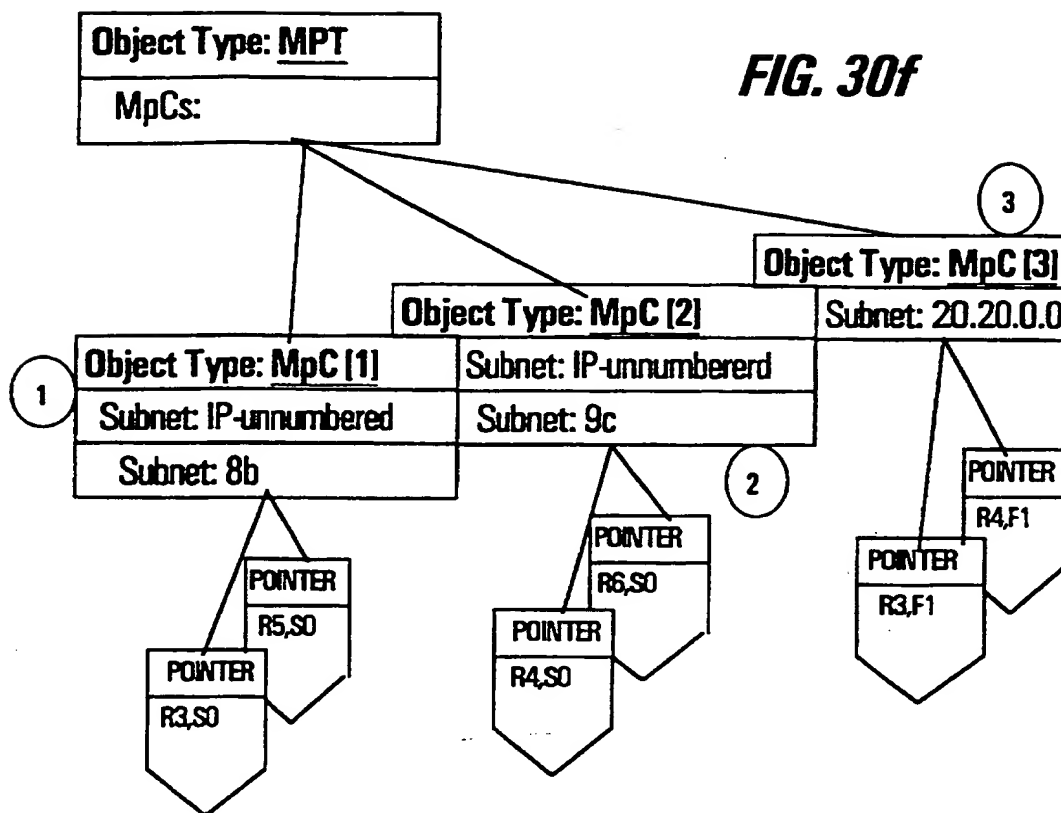 Object Type: MPT
MpCs:
FIG. 30f
3
Object Type: MpC [3]
Subnet: 20.20.0.0
Object Type: MpC [2]
Subnet: IP-unnumbererd
Subnet: 9c
2
1
Object Type: MpC [1]
Subnet: IP-unnumbered
Subnet: 8b
POINTER
R5,S0
POINTER
R3,S0
POINTER
R6,S0
POINTER
R4,S0
POINTER
R4,F1
POINTER
R3,F1